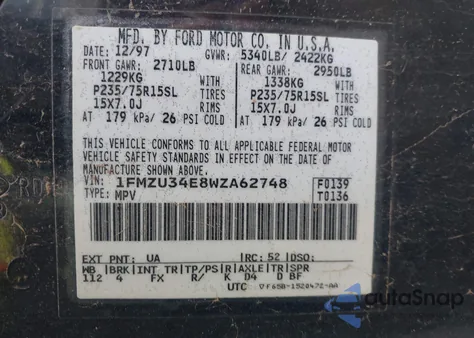 MFD. BY FORD MOTOR CO. IN U.S.A.
DATE: 12/97 GVWR: 5340LB/ 2422KG
FRONT GAWR: 2710LB REAR GAWR: 2950LB
1229KG WITH 1338KG WITH
P235/75R15SL TIRES P235/75R15SL TIRES
15X7.0J RIMS 15X7.0J RIMS
AT 179 kPa/ 26 PSI COLD AT 179 kPa/ 26 PSI COLD
THIS VEHICLE CONFORMS TO ALL APPLICABLE FEDERAL MOTOR
VEHICLE SAFETY STANDARDS IN EFFECT ON THE DATE OF
MANUFACTURE SHOWN ABOVE.
VIN: 1FMZU34E8WZA62748 F0139
TYPE: MPV T0136
EXT PNT: UA RC: 52 DSO:
WB BRK INT TR TP/PS R AXLE TR SPR
112 4 FX R/ K D4 D BF
UTC
autoSnap